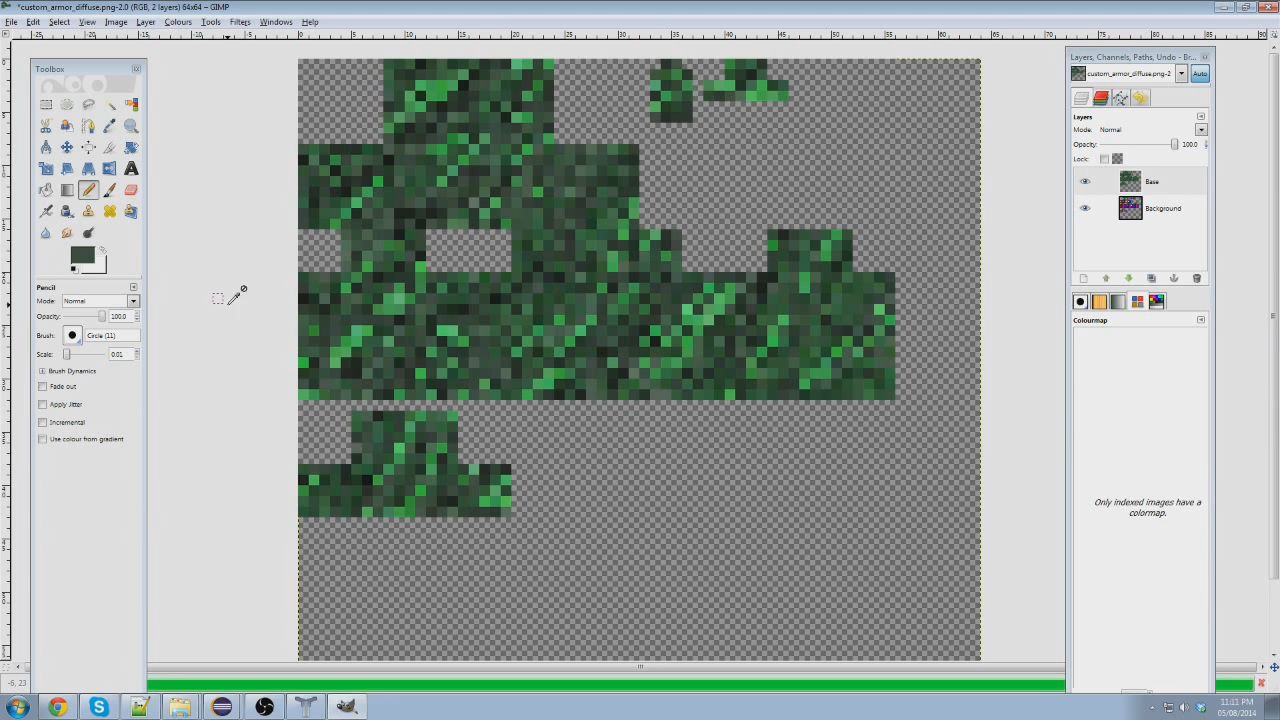 *custom_armor_diffuse.png-2.0 (RGB, 2 layers) 64x64 – GIMP
File Edit Select View Image Layer Colours Tools Filters Windows Help
Toolbox
Layers, Channels, Paths, Undo - Br...
custom_armor_diffuse.png-2
Auto
Layers
Mode: Normal
Opacity: 100.0
Lock:
Base
Background
Pencil
Mode: Normal
Opacity: 100.0
Brush: Circle (11)
Scale: 0.01
Brush Dynamics
Fade out
Apply Jitter
Incremental
Use colour from gradient
Colourmap
Only indexed images have a
colormap.
-6, 23
11:11 PM
05/08/2014